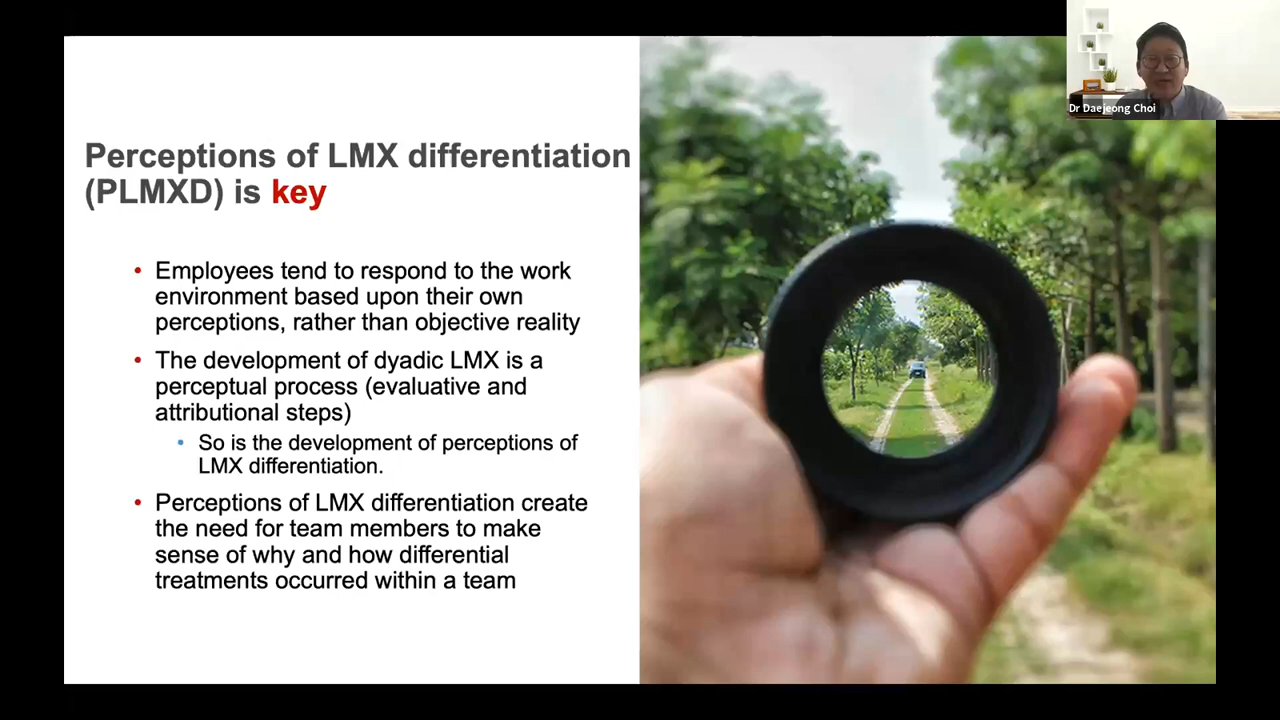 Dr Daejeong Choi
Perceptions of LMX differentiation
(PLMXD) is key
• Employees tend to respond to the work
environment based upon their own
perceptions, rather than objective reality
• The development of dyadic LMX is a
perceptual process (evaluative and
attributional steps)
• So is the development of perceptions of
LMX differentiation.
• Perceptions of LMX differentiation create
the need for team members to make
sense of why and how differential
treatments occurred within a team